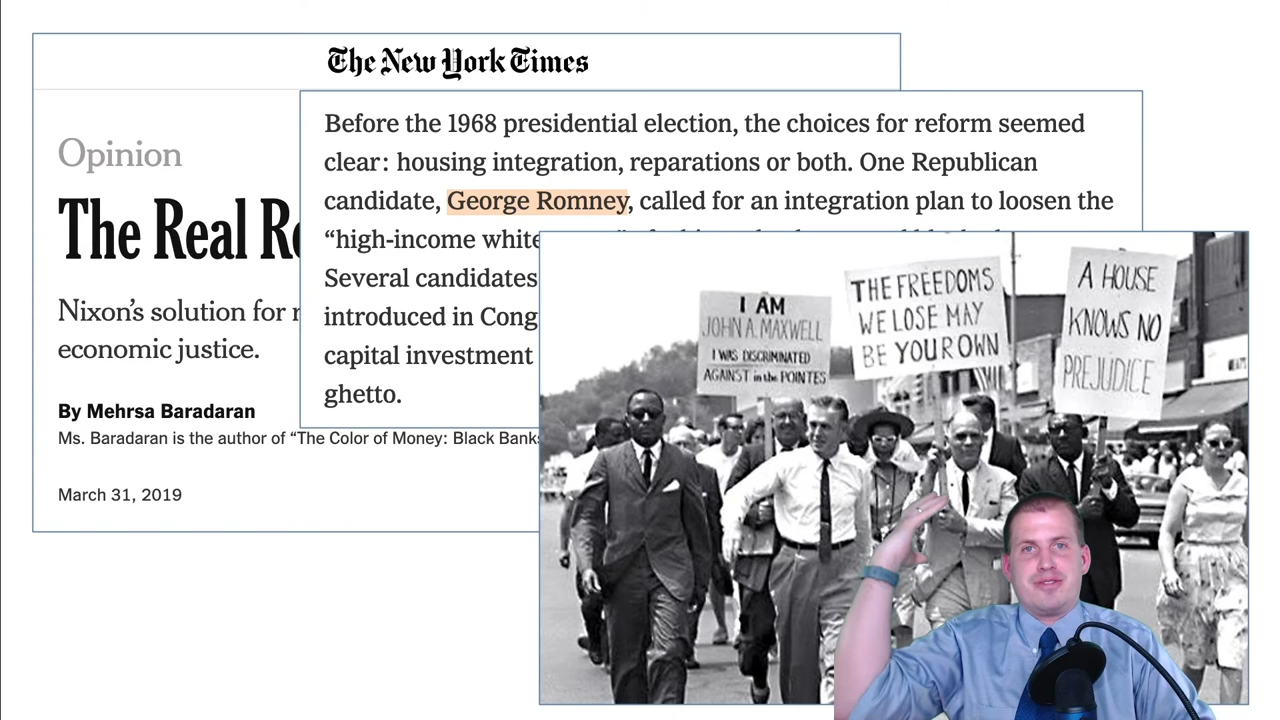 The New York Times
Opinion
The Real R
Nixon's solution for r
economic justice.
By Mehrsa Baradaran
Ms. Baradaran is the author of “The Color of Money: Black Banks
March 31, 2019
Before the 1968 presidential election, the choices for reform seemed
clear: housing integration, reparations or both. One Republican
candidate, George Romney, called for an integration plan to loosen the
“high-income white
Several candidates
introduced in Cong
capital investment
ghetto.
I AM
JOHN A. MAXWELL
I WAS DISCRIMINATED
AGAINST in the POINTES
THE FREEDOMS
WE LOSE MAY
BE YOUR OWN
A HOUSE
KNOWS NO
PREJUDICE